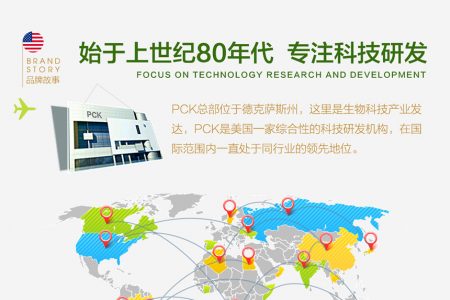 BRAND
STORY
品牌故事
始于上世纪80年代 专注科技研发
FOCUS ON TECHNOLOGY RESEARCH AND DEVELOPMENT
PCK
PCK总部位于德克萨斯州，这里是生物科技产业发
达，PCK是美国一家综合性的科技研发机构，在国
际范围内一直处于同行业的领先地位。